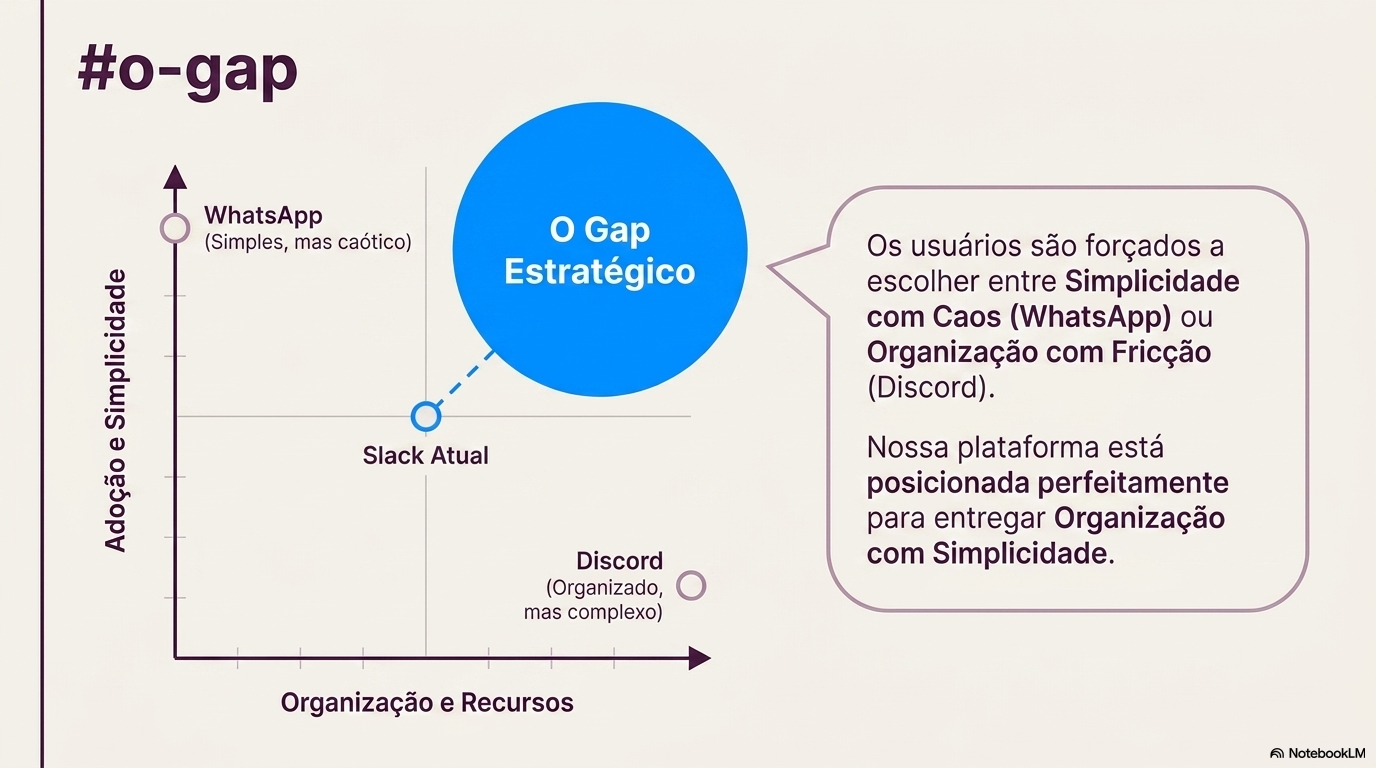 #o-gap
WhatsApp
(Simples, mas caótico)
O Gap
Estratégico
Adoção e Simplicidade
Slack Atual
Discord
(Organizado,
mas complexo)
Organização e Recursos
Os usuários são forçados a
escolher entre Simplicidade
com Caos (WhatsApp) ou
Organização com Fricção
(Discord).
Nossa plataforma está
posicionada perfeitamente
para entregar Organização
com Simplicidade.
NotebookLM